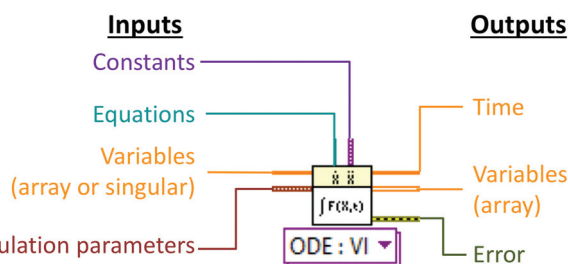 Inputs
Outputs
Constants
Equations
Time
Variables
(array or singular)
Variables
(array)
ulation parameters
Error
∫F(X,t)
ODE : VI